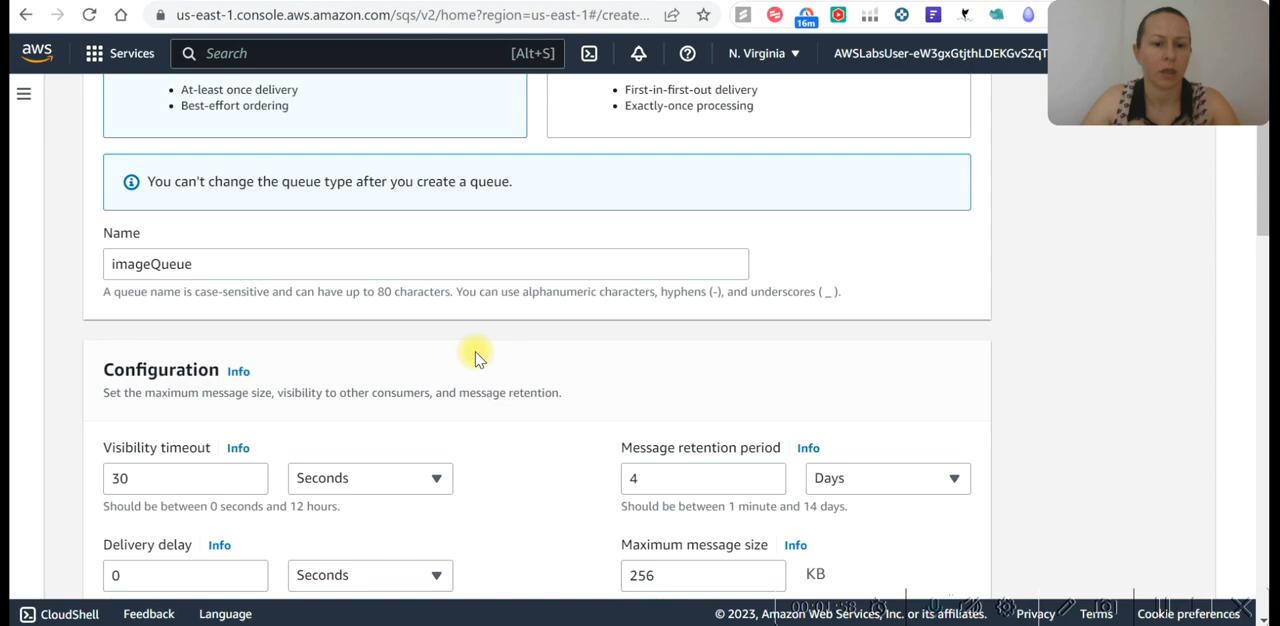 us-east-1.console.aws.amazon.com/sqs/v2/home?region=us-east-1#/create...
16m
aws
Services
Search
[Alt+S]
N. Virginia
AWSLabsUser-eW3gxGtjthLDEKGvSZqT
At-least once delivery
Best-effort ordering
First-in-first-out delivery
Exactly-once processing
You can't change the queue type after you create a queue.
Name
imageQueue
A queue name is case-sensitive and can have up to 80 characters. You can use alphanumeric characters, hyphens (-), and underscores ( _ ).
Configuration Info
Set the maximum message size, visibility to other consumers, and message retention.
Visibility timeout Info
Message retention period Info
30
Seconds
4
Days
Should be between 0 seconds and 12 hours.
Should be between 1 minute and 14 days.
Delivery delay Info
Maximum message size Info
0
Seconds
256
KB
CloudShell
Feedback
Language
© 2023, Amazon Web Services, Inc. or its affiliates.
Privacy
Terms
Cookie preferences
00:01:58